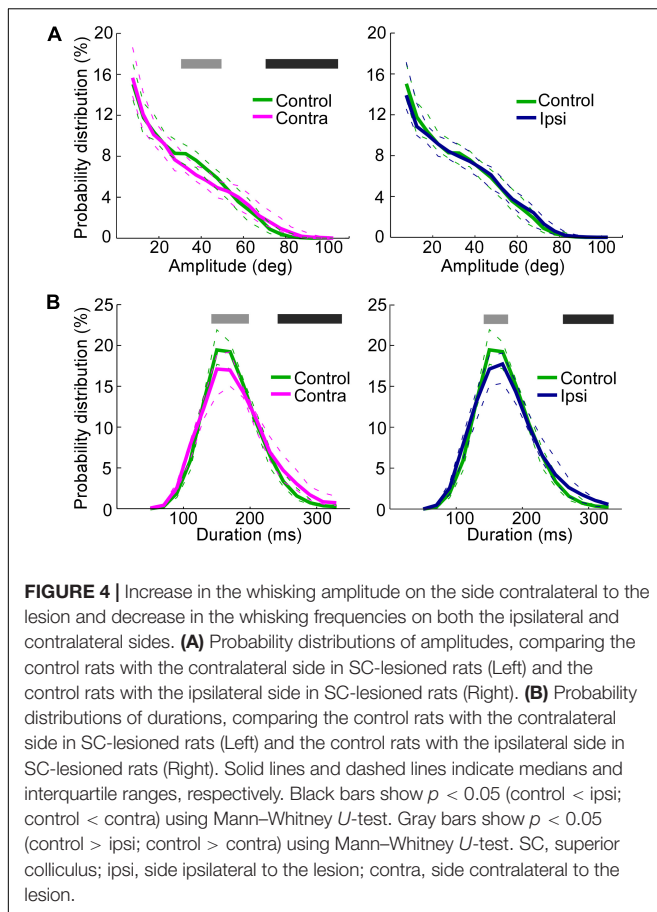 A
Probability distribution (%)
20
16
12
8
4
0
Control
Contra
20 40 60 80 100
Amplitude (deg)
20
16
12
8
4
0
Control
Ipsi
20 40 60 80 100
Amplitude (deg)
B
Probability distribution (%)
25
20
15
10
5
0
Control
Contra
100 200 300
Duration (ms)
25
20
15
10
5
0
Control
Ipsi
100 200 300
Duration (ms)
FIGURE 4 | Increase in the whisking amplitude on the side contralateral to the
lesion and decrease in the whisking frequencies on both the ipsilateral and
contralateral sides. (A) Probability distributions of amplitudes, comparing the
control rats with the contralateral side in SC-lesioned rats (Left) and the
control rats with the ipsilateral side in SC-lesioned rats (Right). (B) Probability
distributions of durations, comparing the control rats with the contralateral
side in SC-lesioned rats (Left) and the control rats with the ipsilateral side in
SC-lesioned rats (Right). Solid lines and dashed lines indicate medians and
interquartile ranges, respectively. Black bars show p < 0.05 (control < ipsi;
control < contra) using Mann–Whitney U-test. Gray bars show p < 0.05
(control > ipsi; control > contra) using Mann–Whitney U-test. SC, superior
colliculus; ipsi, side ipsilateral to the lesion; contra, side contralateral to the
lesion.